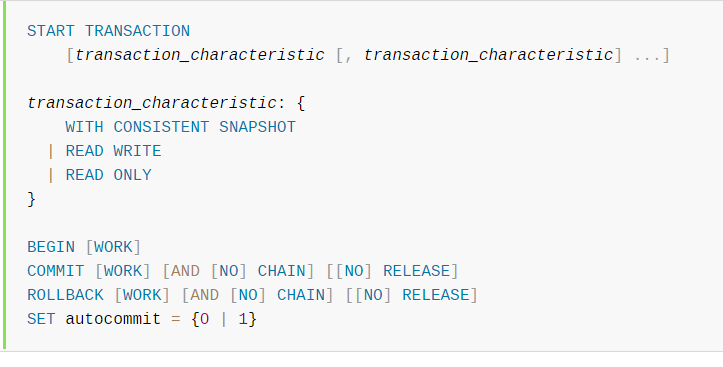 START TRANSACTION
[transaction_characteristic [, transaction_characteristic] ...]
transaction_characteristic: {
WITH CONSISTENT SNAPSHOT
| READ WRITE
| READ ONLY
}
BEGIN [WORK]
COMMIT [WORK] [AND [NO] CHAIN] [[NO] RELEASE]
ROLLBACK [WORK] [AND [NO] CHAIN] [[NO] RELEASE]
SET autocommit = {0 | 1}